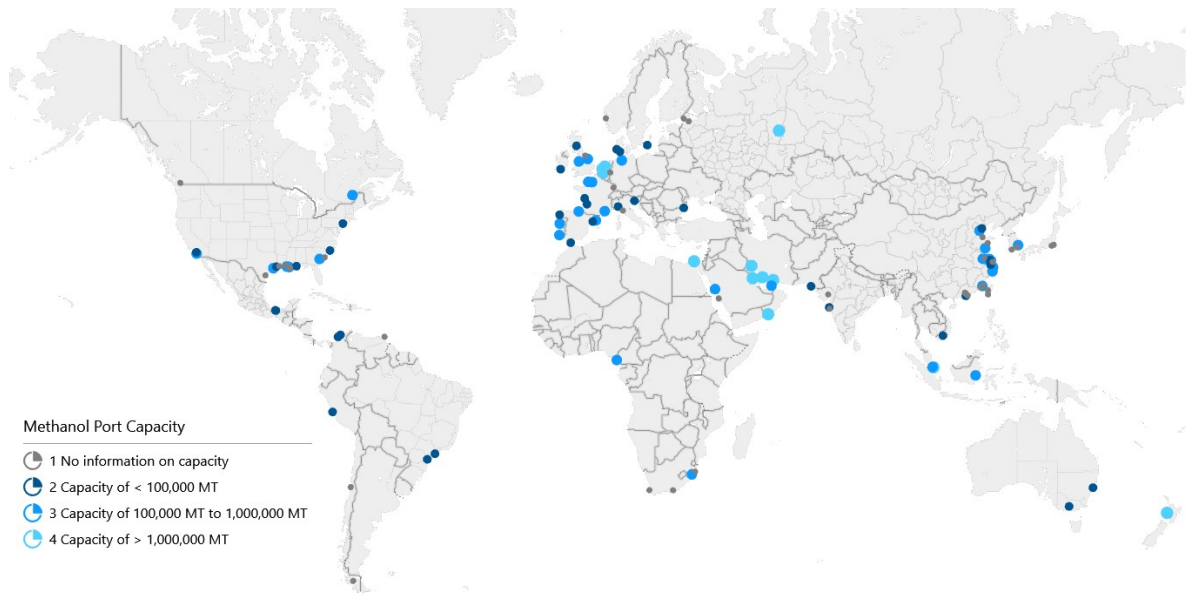 Methanol Port Capacity
1 No information on capacity
2 Capacity of < 100,000 MT
3 Capacity of 100,000 MT to 1,000,000 MT
4 Capacity of > 1,000,000 MT